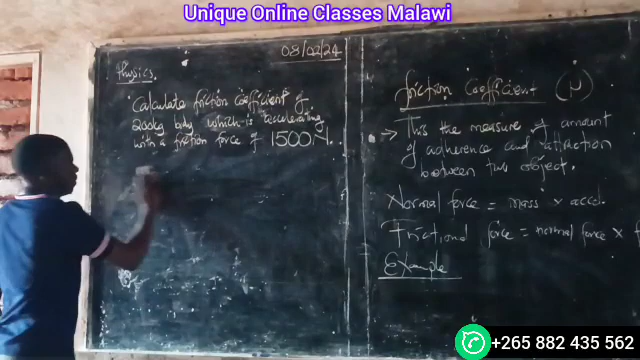 Unique Online Classes Malawi
08/02/24
Physics.
Calculate friction coefficient of
200kg body which is accelerating
with a friction force of 1500N.
friction coefficient (μ)
→ This the measure of amount
of adherence and attraction
between two object.
Normal force = mass × accel.
Frictional force = normal force × f
Example
+265 882 435 562